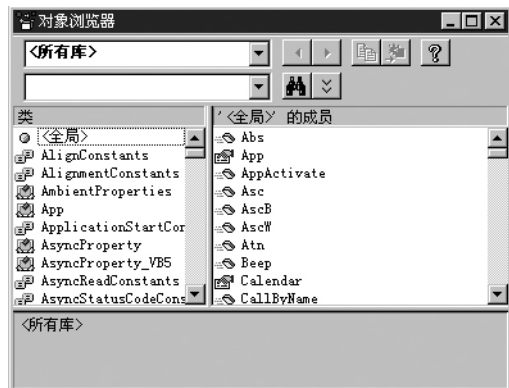 对象浏览器
<所有库>
类
'<全局>' 的成员
<全局>
AlignConstants
AlignmentConstants
AmbientProperties
App
ApplicationStartCor
AsyncProperty
AsyncProperty_VB5
AsyncReadConstants
AsyncStatusCodeCons
Abs
App
AppActivate
Asc
AscB
AscW
Atn
Beep
Calendar
CallByName
<所有库>